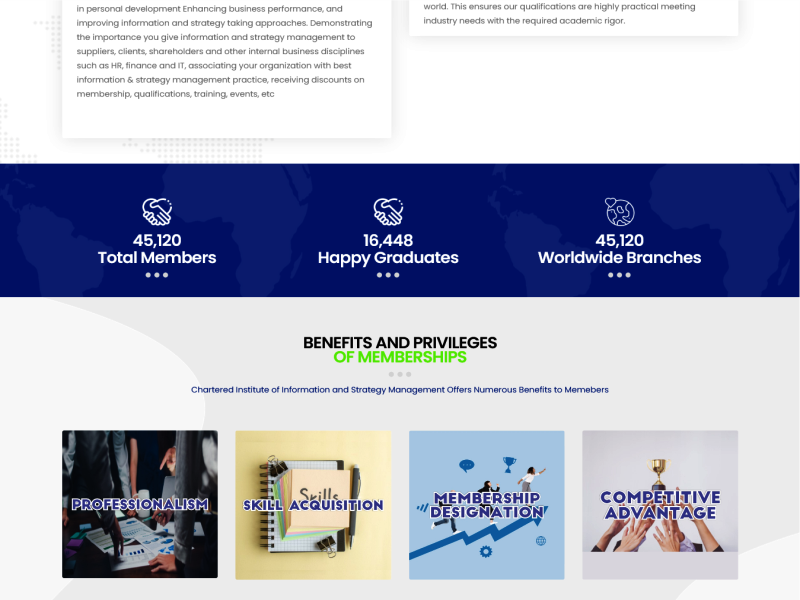 in personal development Enhancing business performance, and
improving information and strategy taking approaches. Demonstrating
the importance you give information and strategy management to
suppliers, clients, shareholders and other internal business disciplines
such as HR, finance and IT, associating your organization with best
information & strategy management practice, receiving discounts on
membership, qualifications, training, events, etc
world. This ensures our qualifications are highly practical meeting
industry needs with the required academic rigor.
45,120
Total Members
16,448
Happy Graduates
45,120
Worldwide Branches
BENEFITS AND PRIVILEGES
OF MEMBERSHIPS
Chartered Institute of Information and Strategy Management Offers Numerous Benefits to Memebers
PROFESSIONALISM
Skills
SKILL ACQUISITION
MEMBERSHIP
DESIGNATION
COMPETITIVE
ADVANTAGE